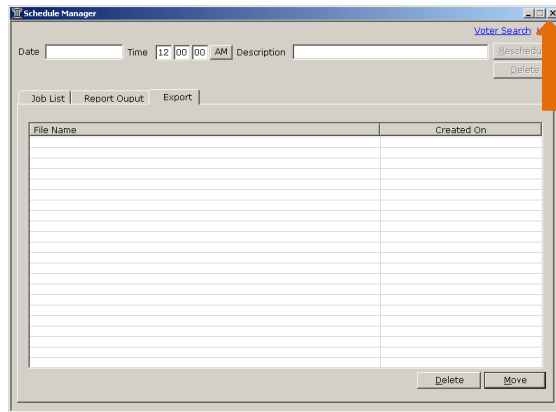 Schedule Manager
Voter Search
Date Time 12 00 00 AM Description Reschedu
Delete
Job List Report Ouput Export
File Name Created On
Delete Move